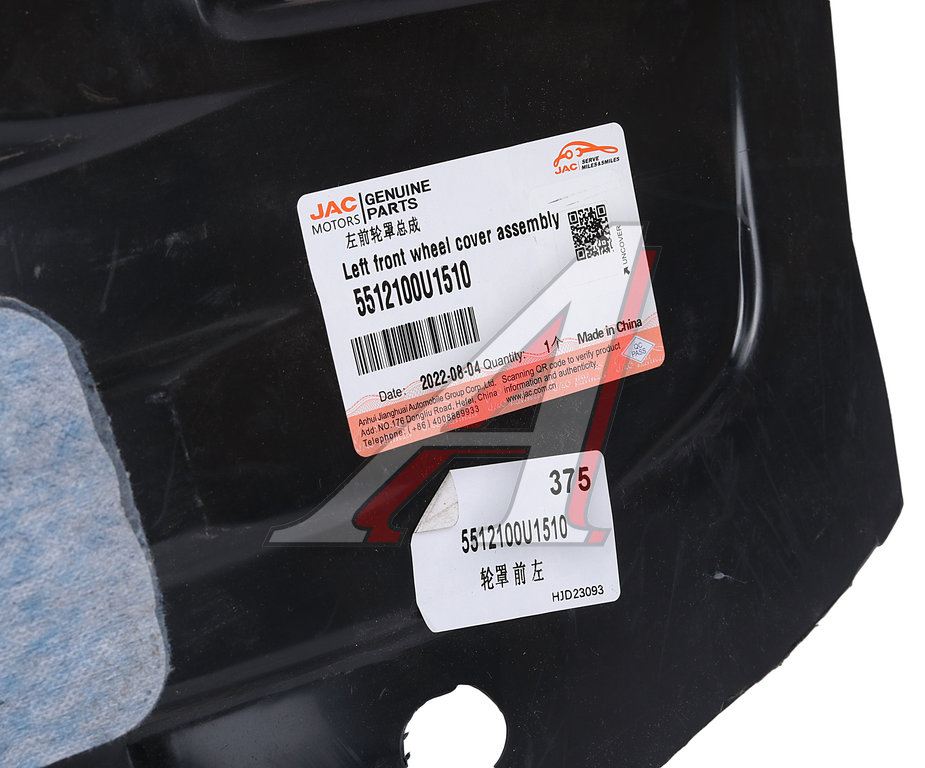 JAC MOTORS
GENUINE PARTS
JAC
SERVE MILES&SMILES
左前轮罩总成
Left front wheel cover assembly
5512100U1510
UNCOVER
Date: 2022-08-04 Quantity: 1个 Made in China
Anhui Jianghuai Automobile Group Corp.,Ltd.
Add: NO.176 Dongliu Road, Hefei, China
Telephone: (+86) 4008889933
Scanning QR code to verify product
information and authenticity.
www.jac.com.cn
QC PASS
375
5512100U1510
轮罩前左
HJD23093